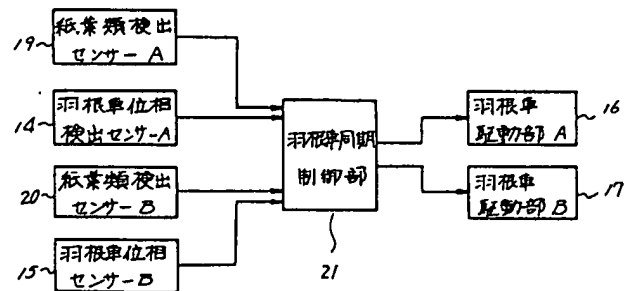 19
紙葉類検出
センサー A
14
羽根車位相
検出センサーA
20
紙葉類検出
センサー B
15
羽根車位相
センサーB
羽根車同期
制御部
21
羽根車
駆動部 A
16
羽根車
駆動部 B
17